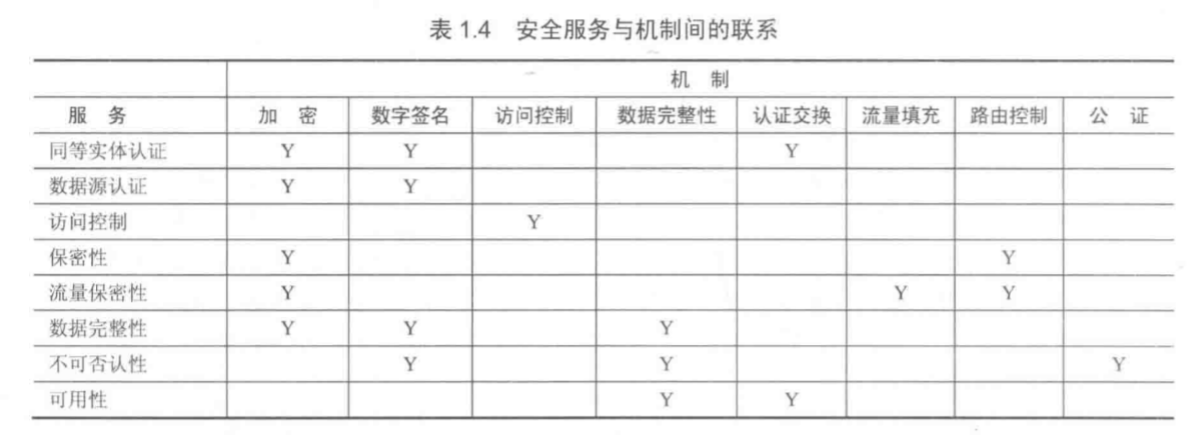 表 1.4 安全服务与机制间的联系
机 制
服 务 加 密 数字签名 访问控制 数据完整性 认证交换 流量填充 路由控制 公 证
同等实体认证 Y Y Y
数据源认证 Y Y
访问控制 Y
保密性 Y Y
流量保密性 Y Y Y
数据完整性 Y Y Y
不可否认性 Y Y Y
可用性 Y Y